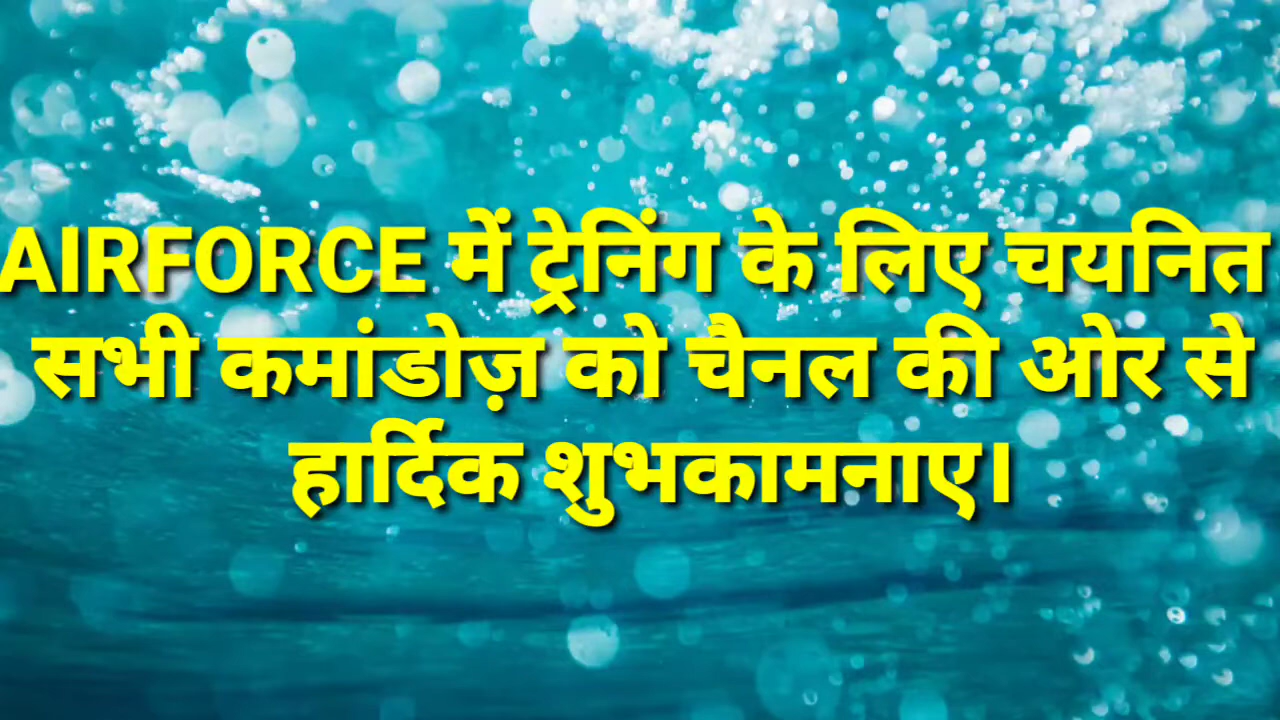 AIRFORCE में ट्रेनिंग के लिए चयनित
सभी कमांडोज़ को चैनल की ओर से
हार्दिक शुभकामनाए।